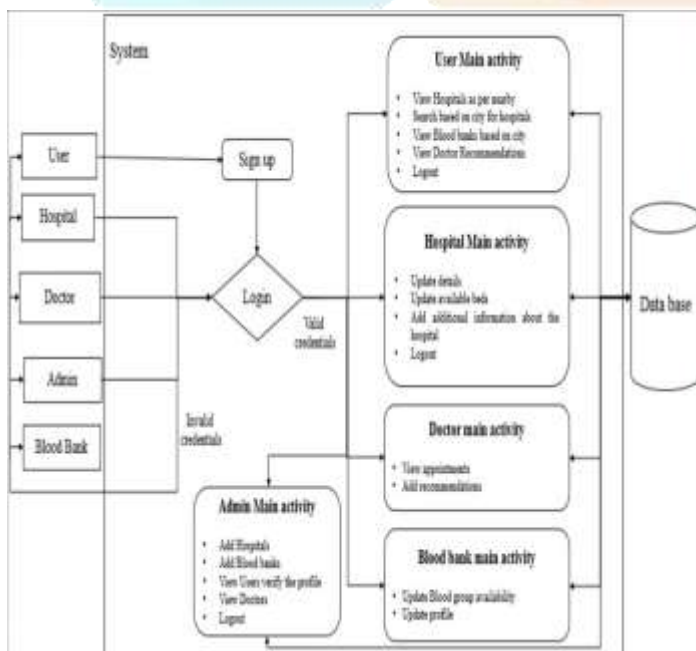 System
User
Hospital
Doctor
Admin
Blood Bank
Sign up
Login
Valid
credentials
Invalid
credentials
User Main activity
• View Hospitals as per nearby
• Search based on city for hospitals
• View Blood banks based on city
• View Doctor Recommendations
• Logout
Hospital Main activity
• Update details
• Update available beds
• Add additional information about the
hospital
• Logout
Doctor main activity
• View appointments
• Add recommendations
Blood bank main activity
• Update Blood group availability
• Update profile
Admin Main activity
• Add Hospitals
• Add Blood banks
• View Users verify the profile
• View Doctors
• Logout
Data base